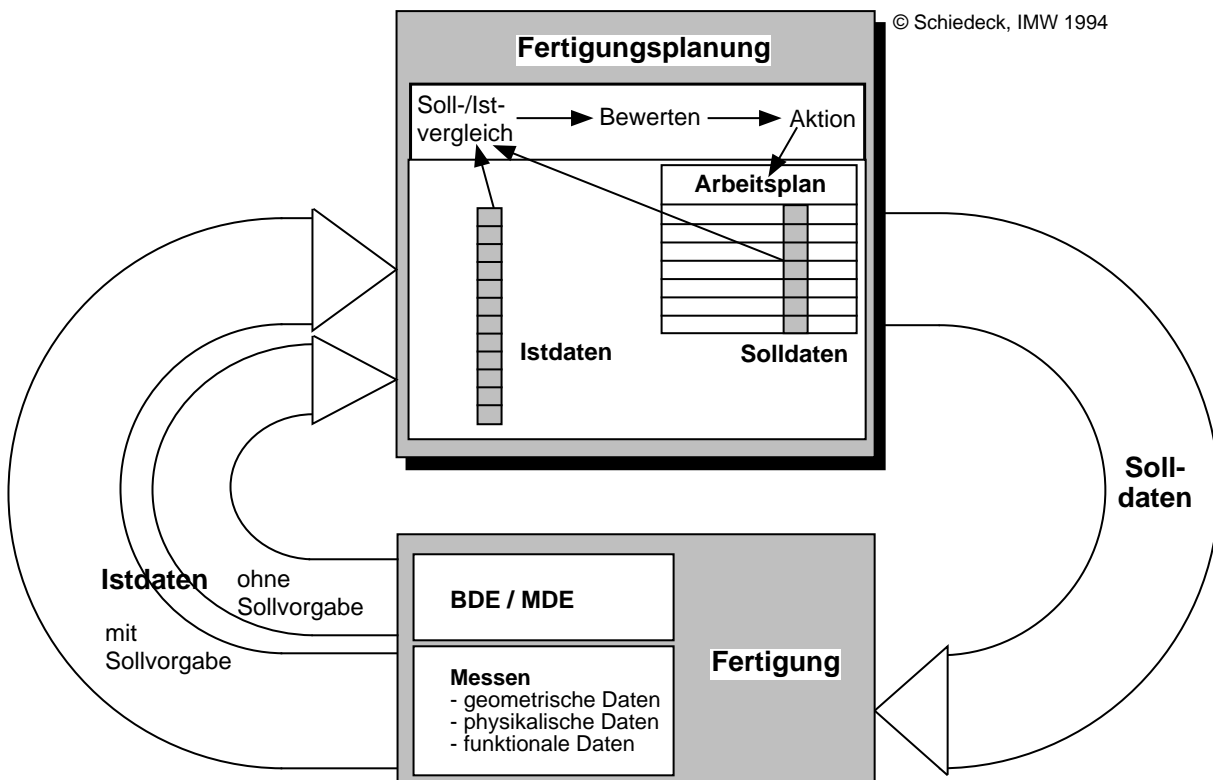 © Schiedeck, IMW 1994
Fertigungsplanung
Soll-/Ist-
vergleich
Bewerten
Aktion
Arbeitsplan
Istdaten
Solldaten
Soll-
daten
Istdaten
ohne
Sollvorgabe
mit
Sollvorgabe
BDE / MDE
Fertigung
Messen
- geometrische Daten
- physikalische Daten
- funktionale Daten